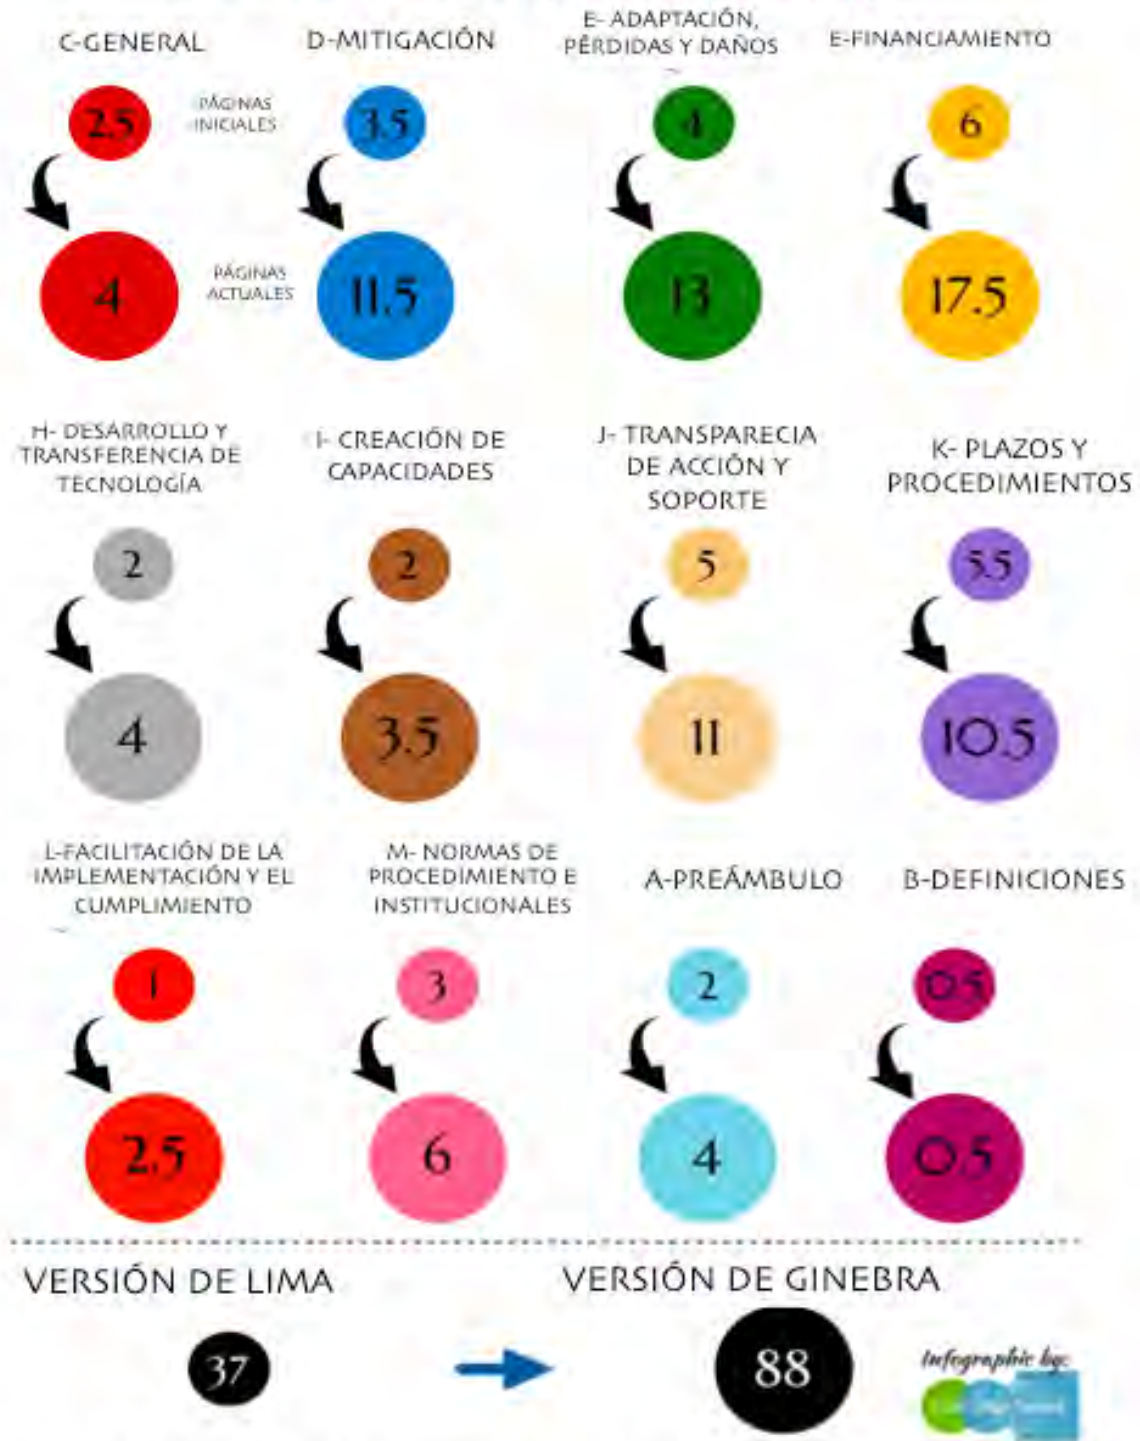 C-GENERAL
D-MITIGACIÓN
E- ADAPTACIÓN,
PÉRDIDAS Y DAÑOS
E-FINANCIAMIENTO
2.5
PÁGINAS
INICIALES
3.5
4
6
4
PÁGINAS
ACTUALES
11.5
13
17.5
H- DESARROLLO Y
TRANSFERENCIA DE
TECNOLOGÍA
I- CREACIÓN DE
CAPACIDADES
J- TRANSPARECIA
DE ACCIÓN Y
SOPORTE
K- PLAZOS Y
PROCEDIMIENTOS
2
2
5
5.5
4
3.5
11
10.5
L-FACILITACIÓN DE LA
IMPLEMENTACIÓN Y EL
CUMPLIMIENTO
M- NORMAS DE
PROCEDIMIENTO E
INSTITUCIONALES
A-PREÁMBULO
B-DEFINICIONES
1
3
2
0.5
2.5
6
4
0.5
VERSIÓN DE LIMA
VERSIÓN DE GINEBRA
37
88
Infographic by: